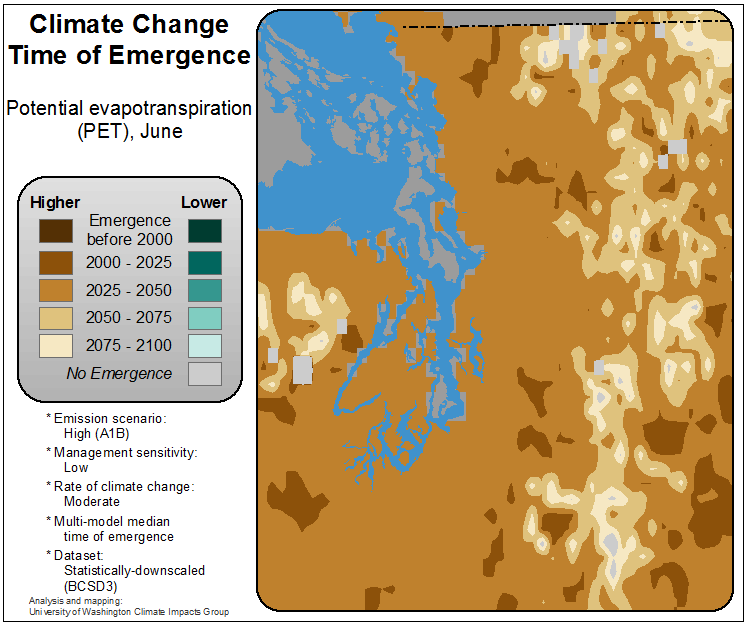 Climate Change
Time of Emergence
Potential evapotranspiration
(PET), June
Higher Lower
Emergence
before 2000
2000 - 2025
2025 - 2050
2050 - 2075
2075 - 2100
No Emergence
* Emission scenario:
High (A1B)
* Management sensitivity:
Low
* Rate of climate change:
Moderate
* Multi-model median
time of emergence
* Dataset:
Statistically-downscaled
(BCSD3)
Analysis and mapping:
University of Washington Climate Impacts Group